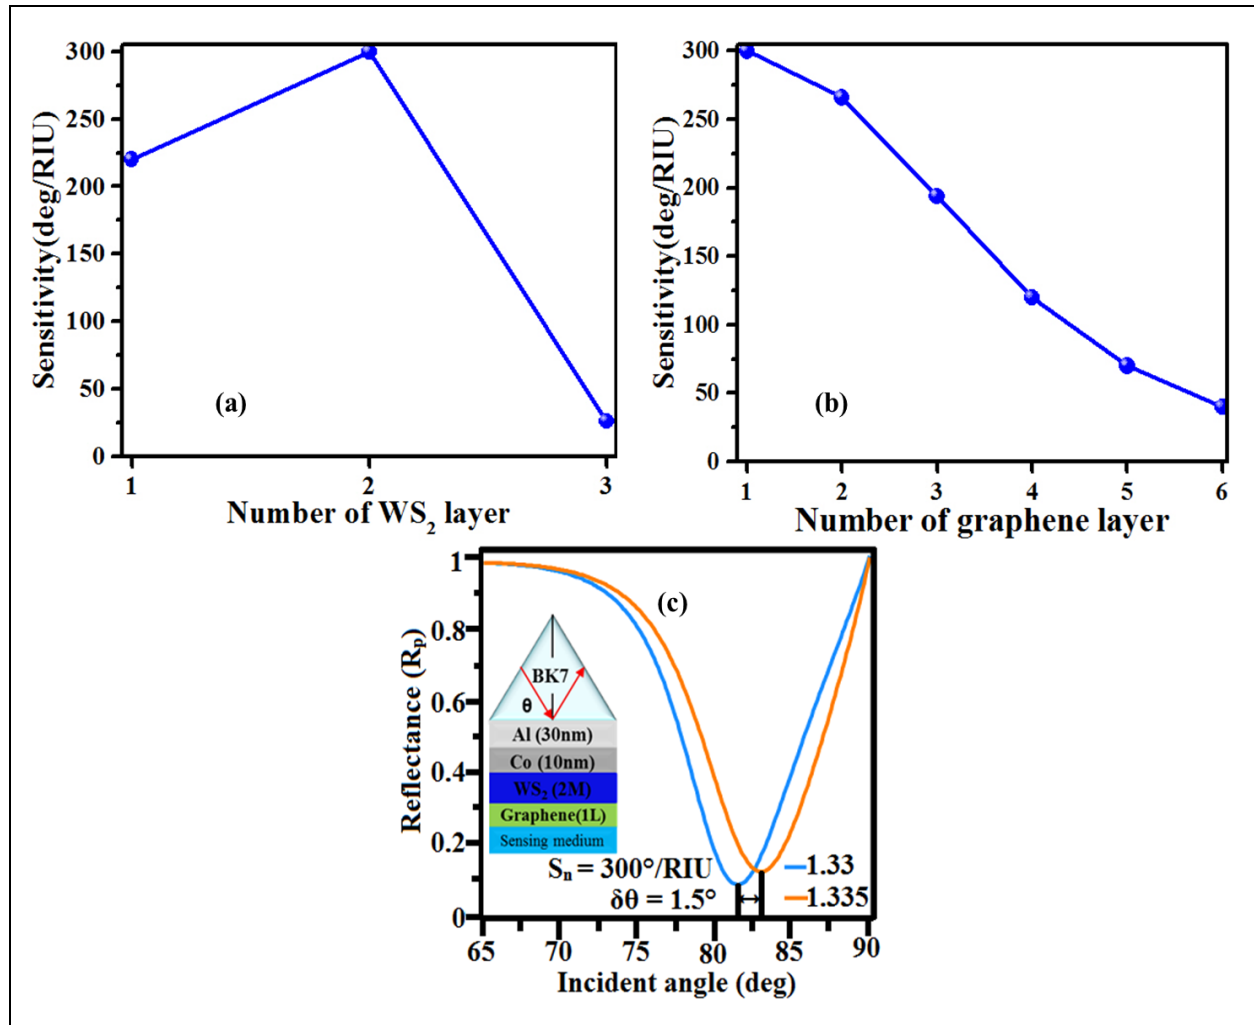 300
250
200
150
100
50
0
Sensitivity(deg/RIU)
(a)
1 2 3
Number of WS₂ layer
300
250
200
150
100
50
0
Sensitivity(deg/RIU)
(b)
1 2 3 4 5 6
Number of graphene layer
1
0.8
0.6
0.4
0.2
0
Reflectance (Rₚ)
(c)
BK7
θ
Al (30nm)
Co (10nm)
WS₂ (2M)
Graphene(1L)
Sensing medium
Sₙ = 300°/RIU
δθ = 1.5°
1.33
1.335
65 70 75 80 85 90
Incident angle (deg)